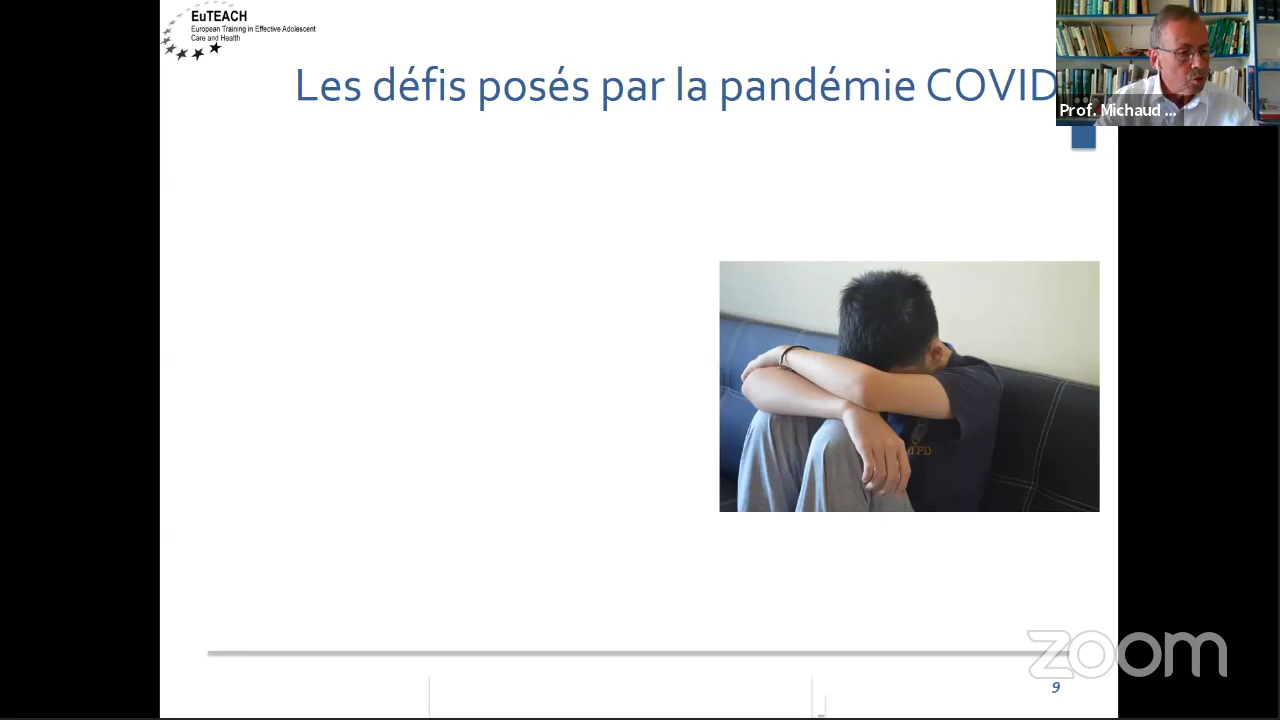 EuTEACH
European Training in Effective Adolescent
Care and Health
Les défis posés par la pandémie COVID
Prof. Michaud ...
zoom
9